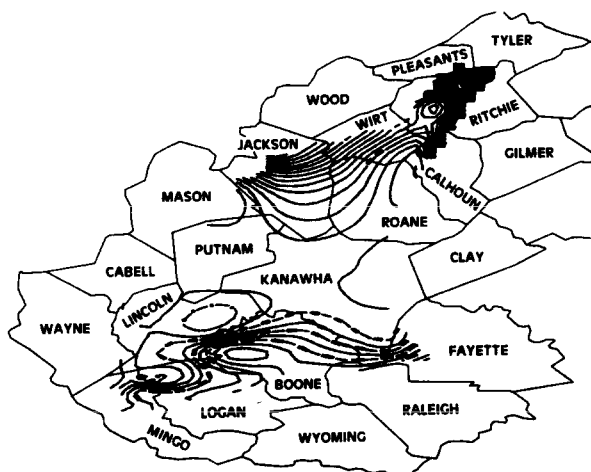 TYLER
PLEASANTS
WOOD
RITCHIE
WIRT
JACKSON
GILMER
CALHOUN
MASON
ROANE
PUTNAM
CLAY
CABELL
KANAWHA
LINCOLN
WAYNE
FAYETTE
BOONE
RALEIGH
LOGAN
MINGO
WYOMING